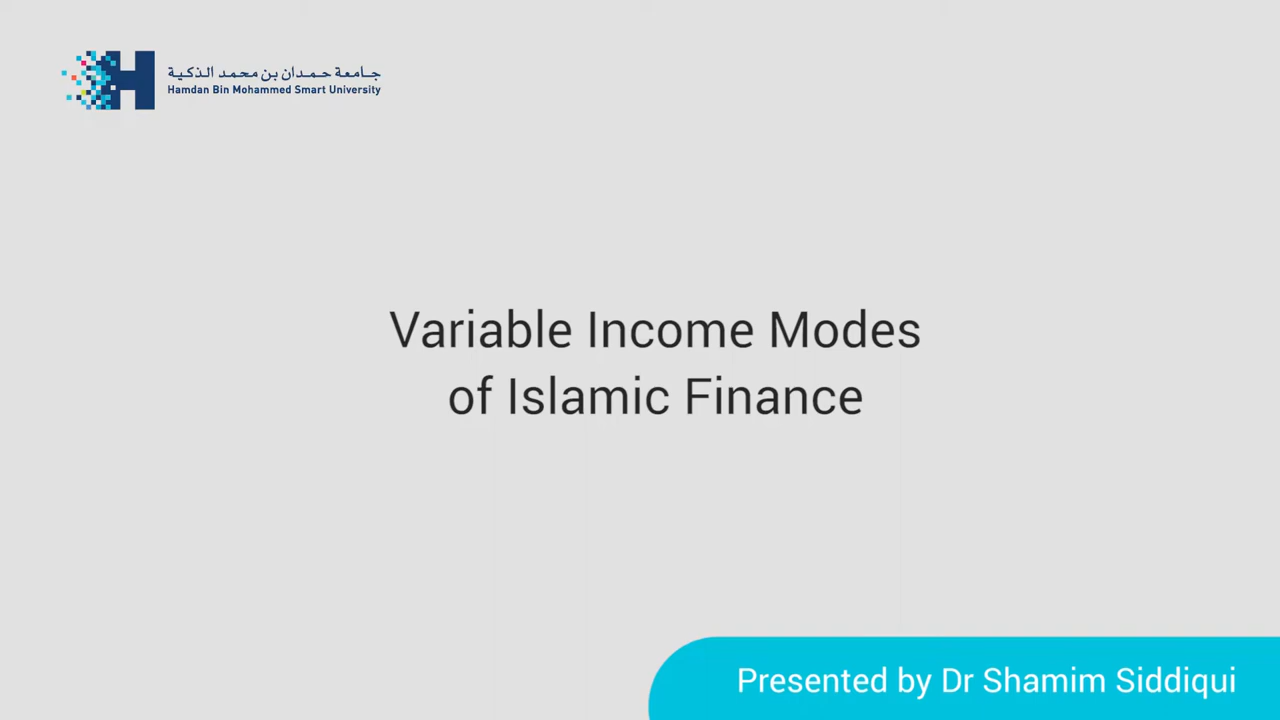 جامعة حمدان بن محمد الذكية
Hamdan Bin Mohammed Smart University
Variable Income Modes
of Islamic Finance
Presented by Dr Shamim Siddiqui